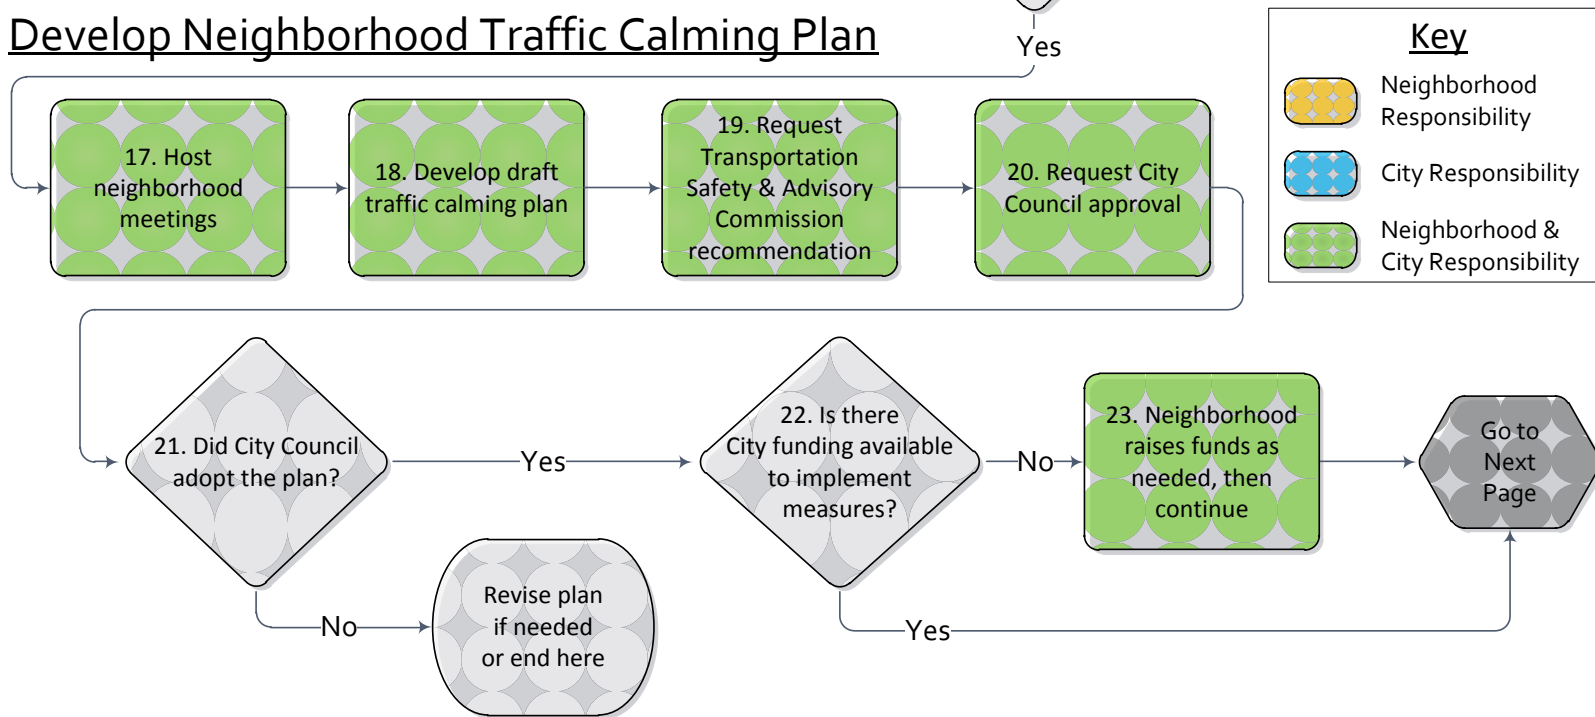 Develop Neighborhood Traffic Calming Plan
Yes
Key
Neighborhood
Responsibility
City Responsibility
Neighborhood &
City Responsibility
17. Host
neighborhood
meetings
18. Develop draft
traffic calming plan
19. Request
Transportation
Safety & Advisory
Commission
recommendation
20. Request City
Council approval
21. Did City Council
adopt the plan?
Yes
22. Is there
City funding available
to implement
measures?
No
23. Neighborhood
raises funds as
needed, then
continue
Go to
Next
Page
No
Revise plan
if needed
or end here
Yes